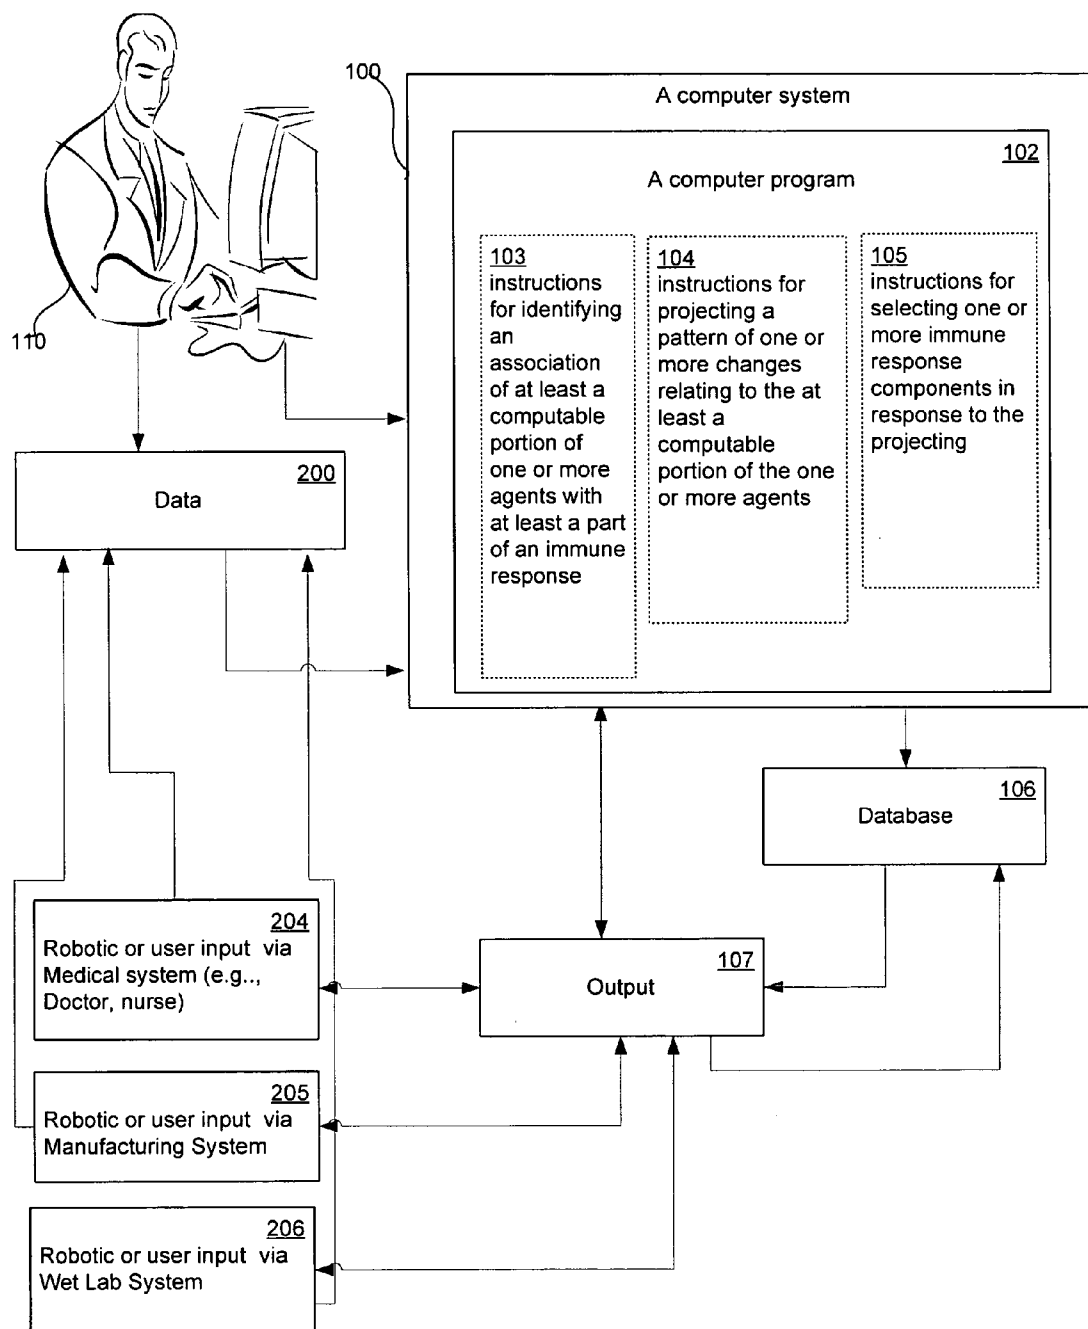 100
A computer system
102
A computer program
103
instructions
for identifying
an
association
of at least a
computable
portion of
one or more
agents with
at least a part
of an immune
response
104
instructions for
projecting a
pattern of one or
more changes
relating to the at
least a
computable
portion of the one
or more agents
105
instructions for
selecting one or
more immune
response
components in
response to the
projecting
110
200
Data
106
Database
204
Robotic or user input via
Medical system (e.g..,
Doctor, nurse)
107
Output
205
Robotic or user input via
Manufacturing System
206
Robotic or user input via
Wet Lab System